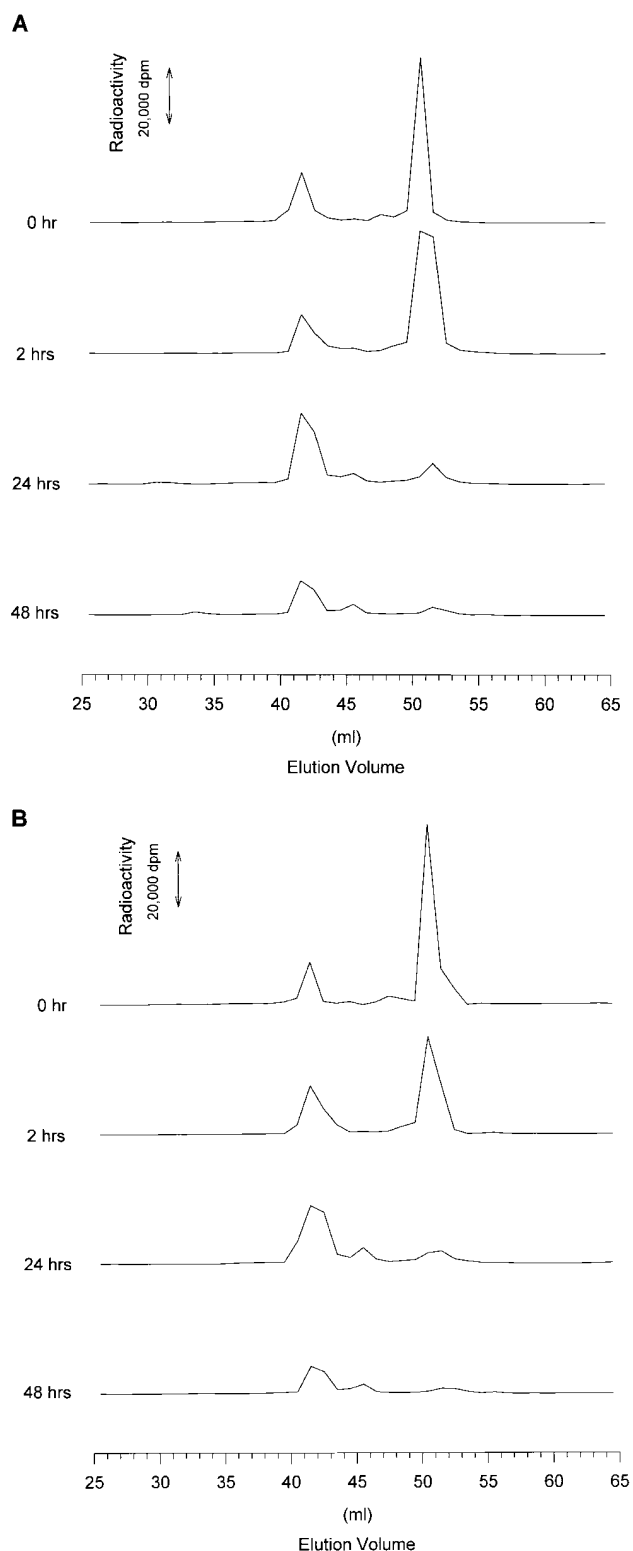 A
Radioactivity
20,000 dpm
0 hr
2 hrs
24 hrs
48 hrs
25 30 35 40 45 50 55 60 65
(ml)
Elution Volume
B
Radioactivity
20,000 dpm
0 hr
2 hrs
24 hrs
48 hrs
25 30 35 40 45 50 55 60 65
(ml)
Elution Volume